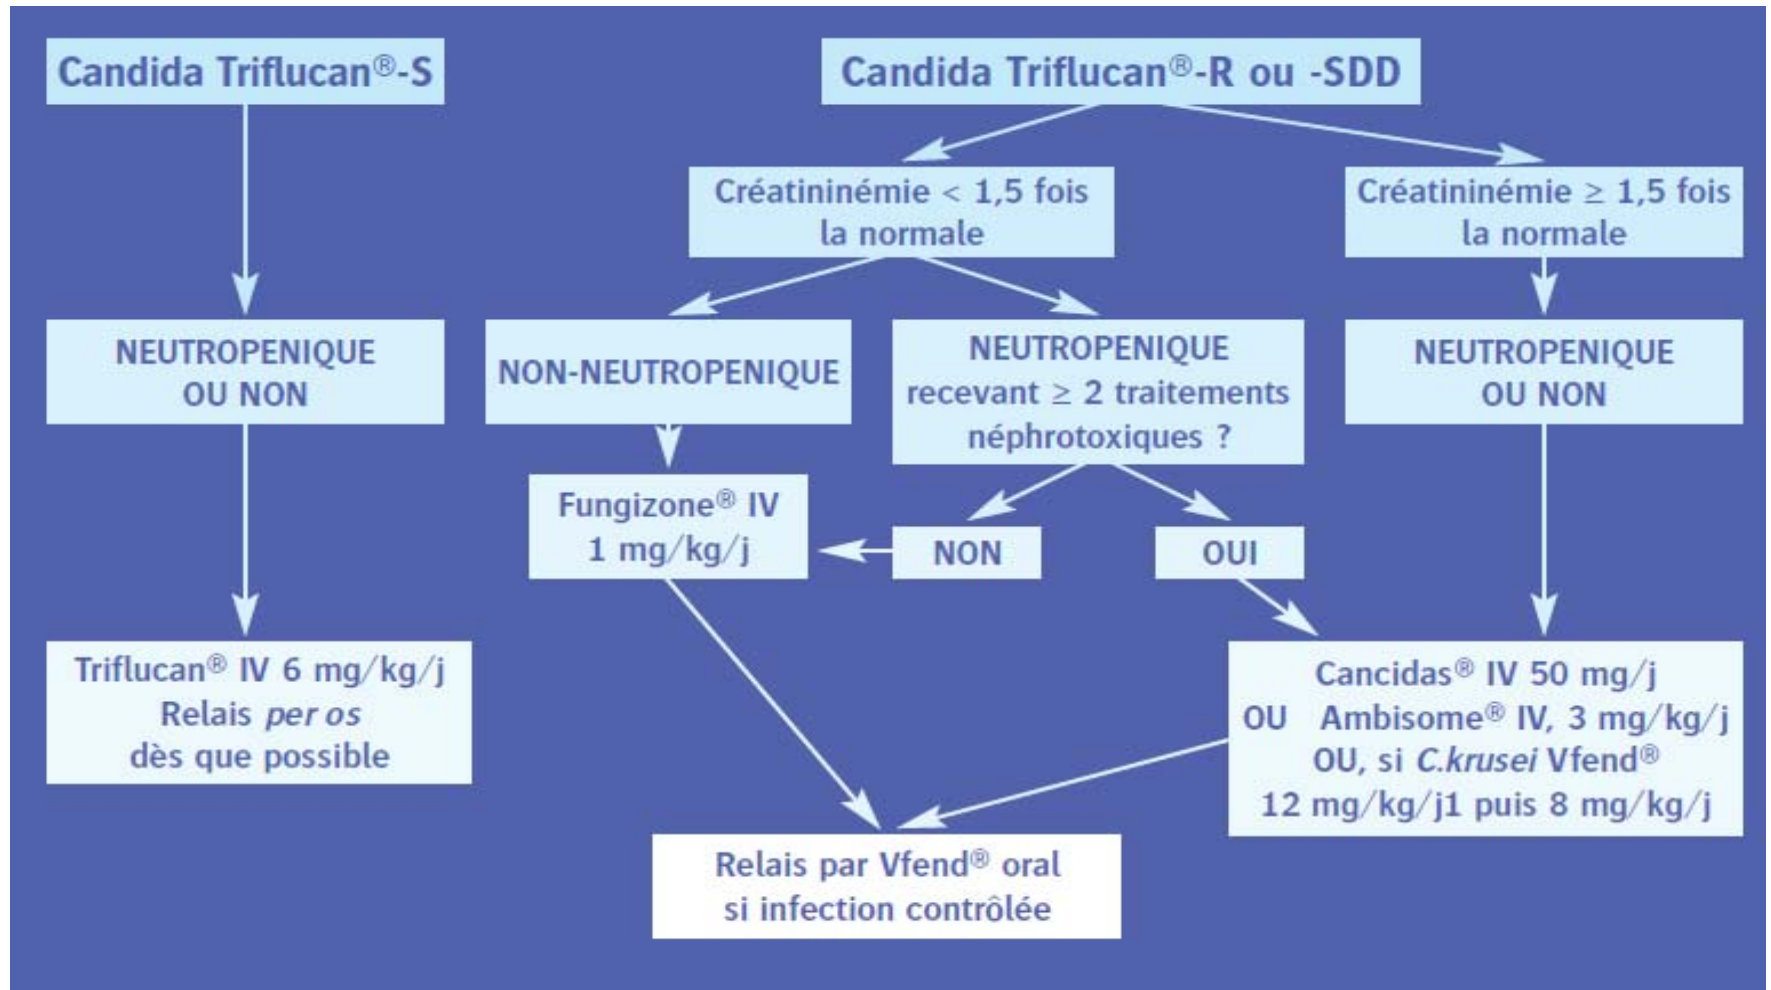 Candida Triflucan®-S
Candida Triflucan®-R ou -SDD
Créatininémie < 1,5 fois
la normale
Créatininémie ≥ 1,5 fois
la normale
NEUTROPENIQUE
OU NON
NON-NEUTROPENIQUE
NEUTROPENIQUE
recevant ≥ 2 traitements
néphrotoxiques ?
NEUTROPENIQUE
OU NON
Fungizone® IV
1 mg/kg/j
NON
OUI
Triflucan® IV 6 mg/kg/j
Relais per os
dès que possible
Cancidas® IV 50 mg/j
OU Ambisome® IV, 3 mg/kg/j
OU, si C.krusei Vfend®
12 mg/kg/j1 puis 8 mg/kg/j
Relais par Vfend® oral
si infection contrôlée